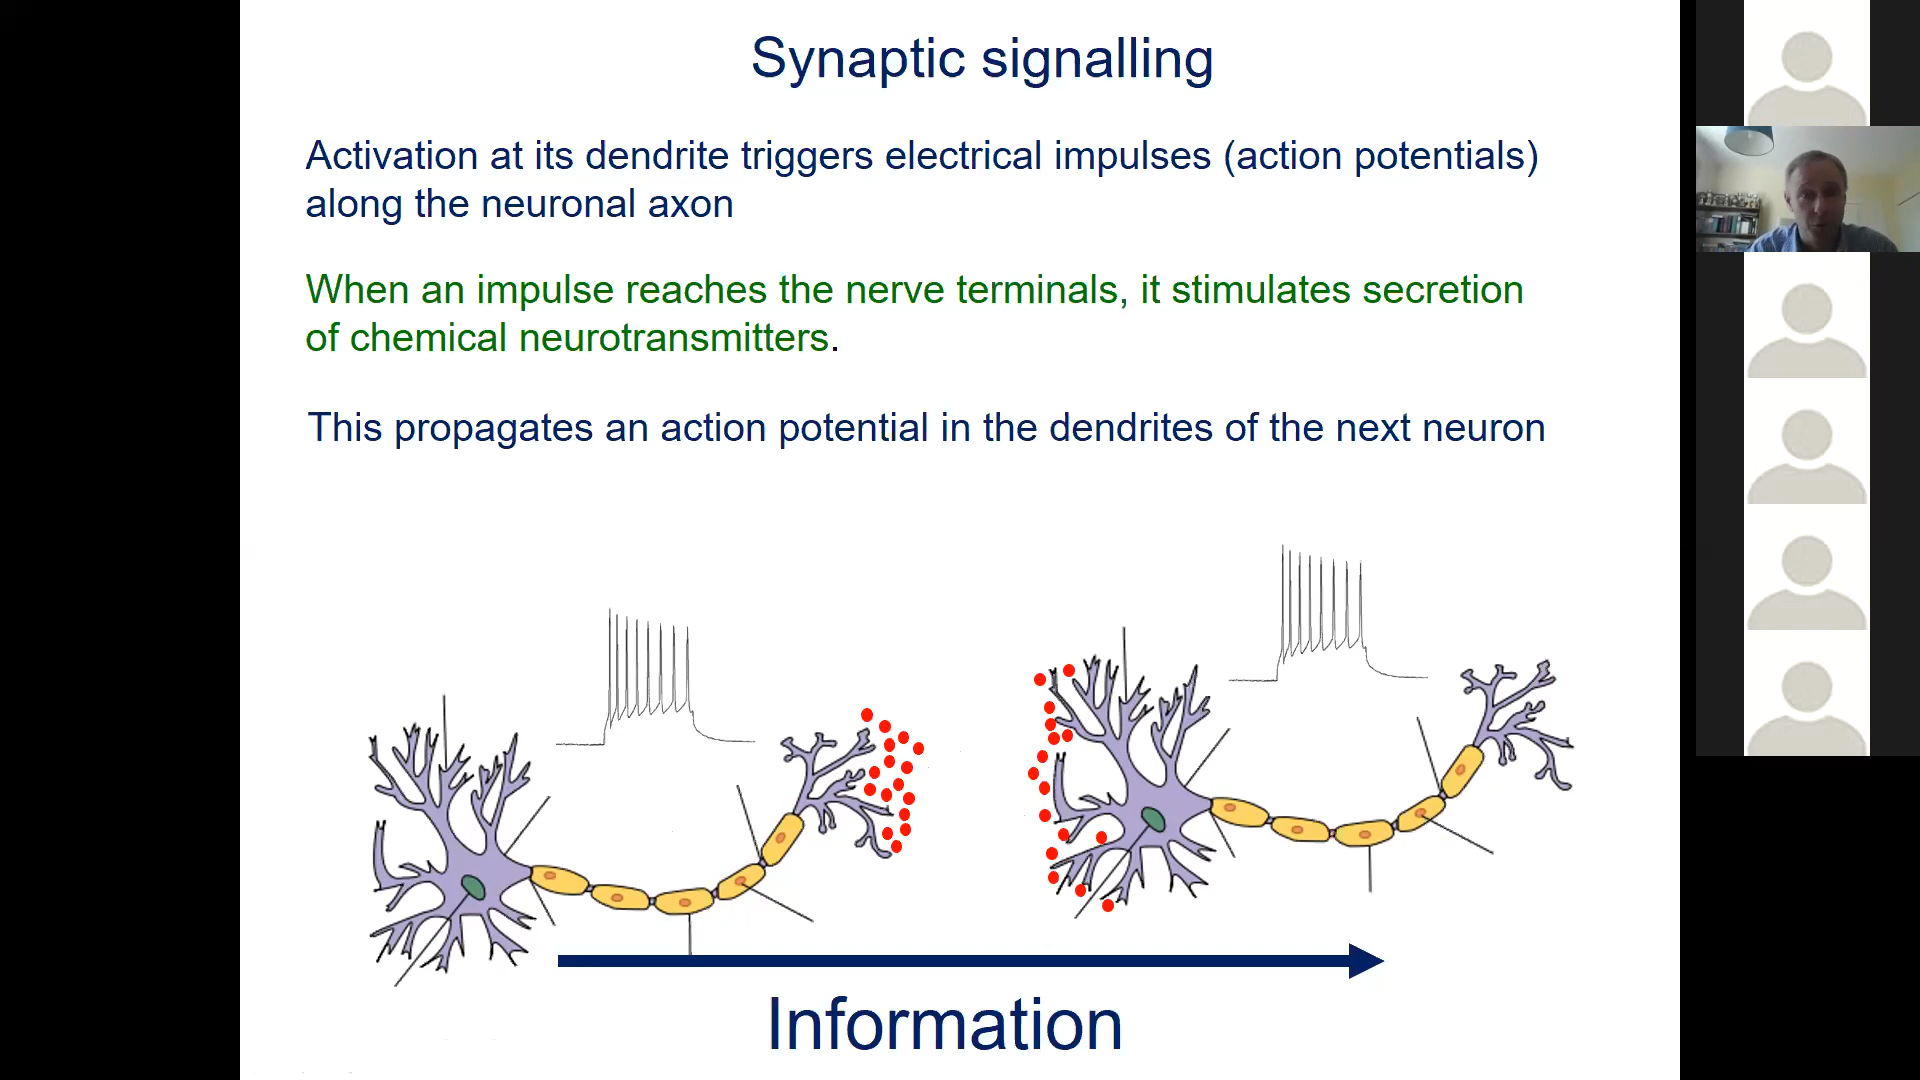 Synaptic signalling
Activation at its dendrite triggers electrical impulses (action potentials)
along the neuronal axon
When an impulse reaches the nerve terminals, it stimulates secretion
of chemical neurotransmitters.
This propagates an action potential in the dendrites of the next neuron
Information